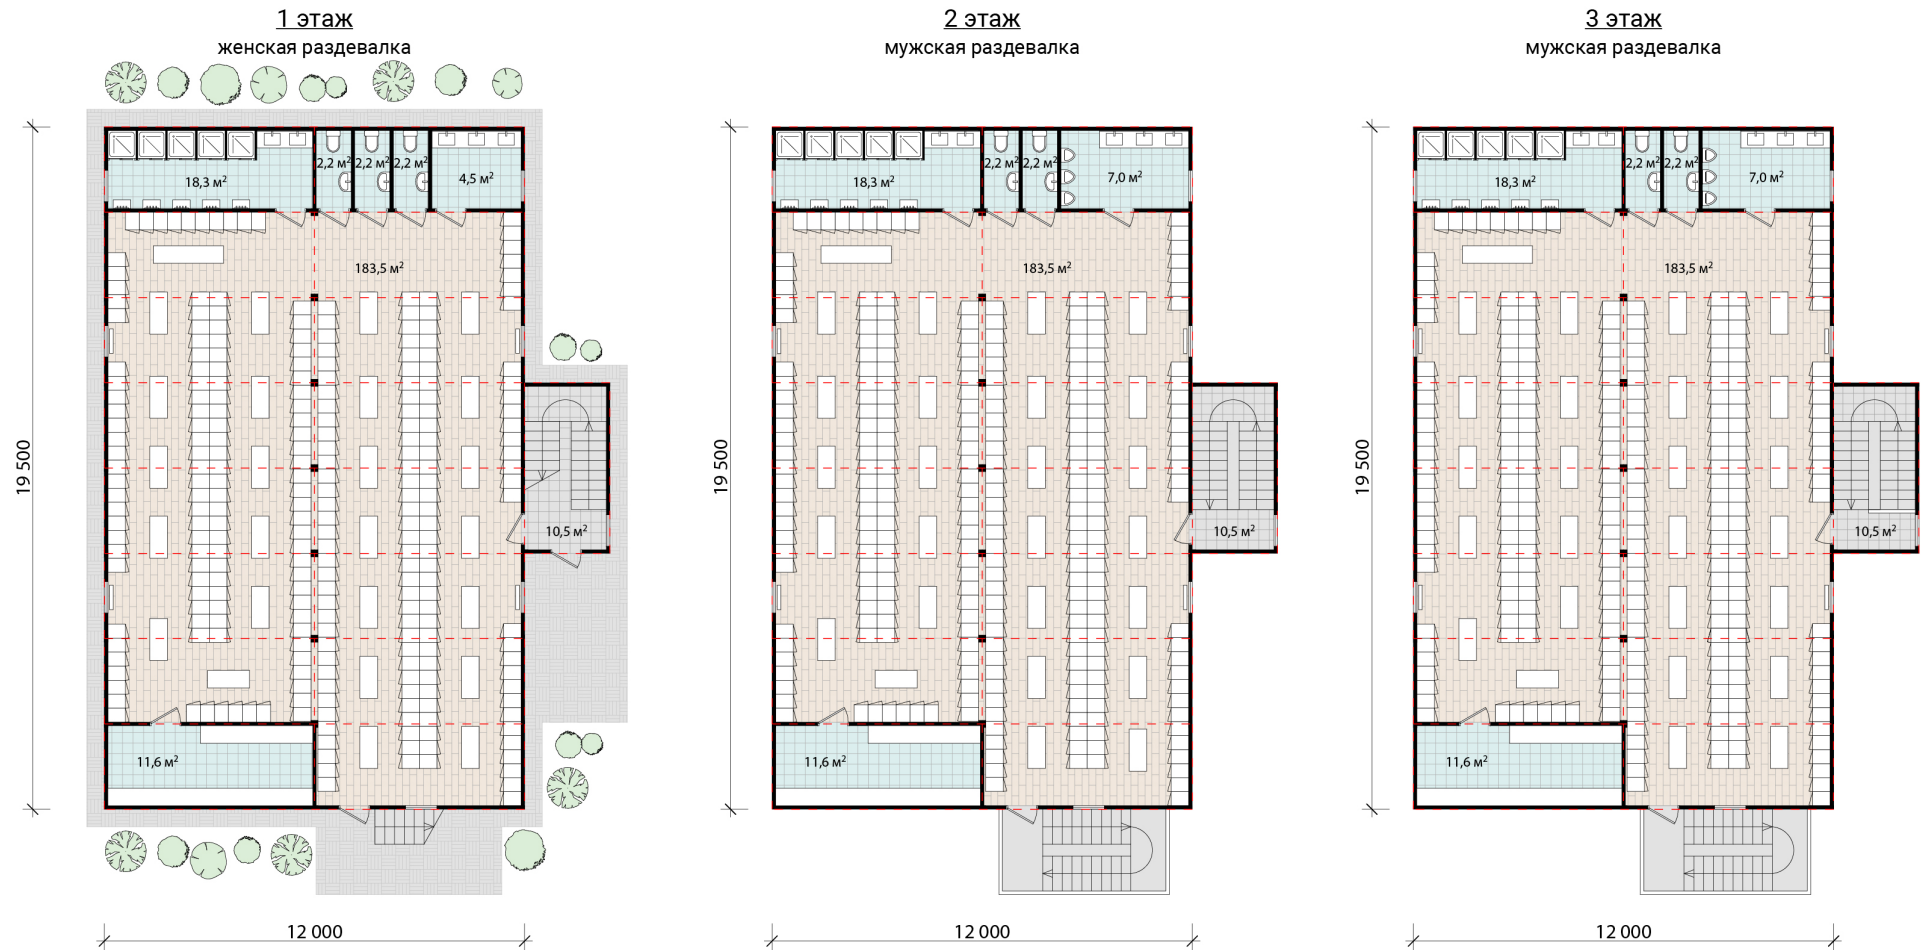 1 этаж
женская раздевалка
18,3 м²
2,2 м²
2,2 м²
2,2 м²
4,5 м²
183,5 м²
10,5 м²
11,6 м²
19 500
12 000
2 этаж
мужская раздевалка
18,3 м²
2,2 м²
2,2 м²
7,0 м²
183,5 м²
10,5 м²
11,6 м²
19 500
12 000
3 этаж
мужская раздевалка
18,3 м²
2,2 м²
2,2 м²
7,0 м²
183,5 м²
10,5 м²
11,6 м²
19 500
12 000